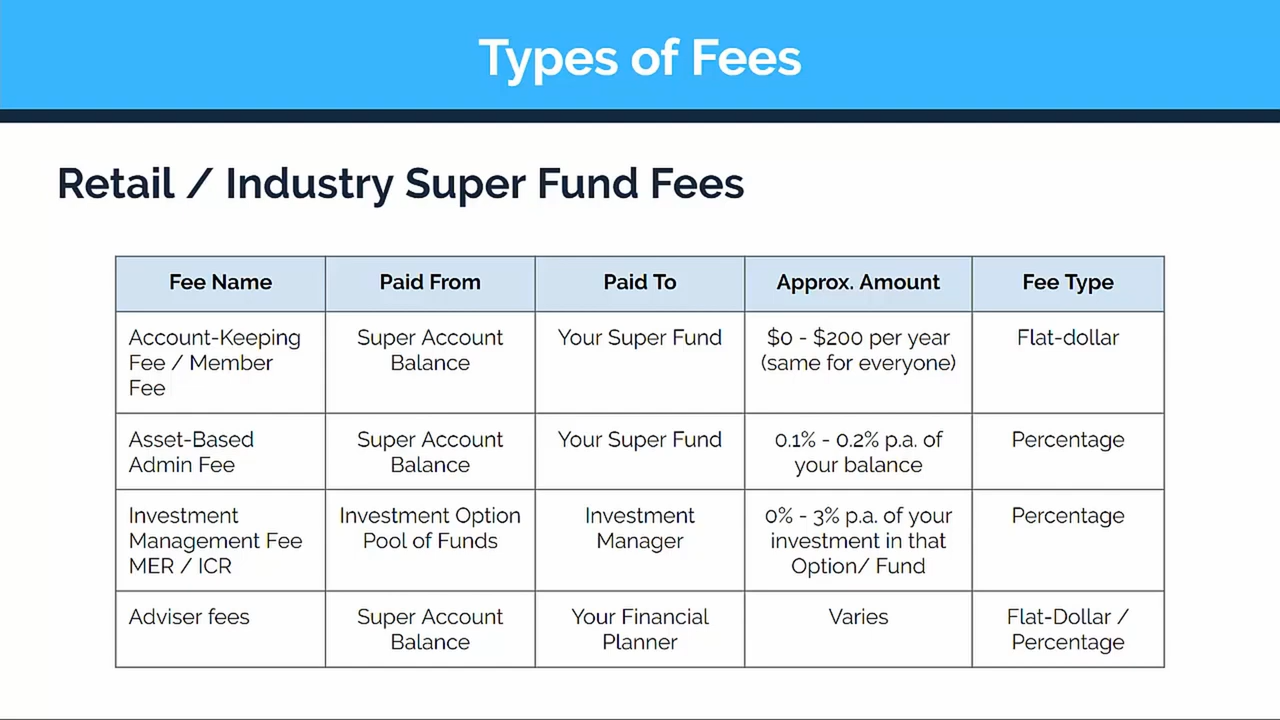 Types of Fees
Retail / Industry Super Fund Fees
Fee Name
Paid From
Paid To
Approx. Amount
Fee Type
Account-Keeping
Fee / Member
Fee
Super Account
Balance
Your Super Fund
$0 - $200 per year
(same for everyone)
Flat-dollar
Asset-Based
Admin Fee
Super Account
Balance
Your Super Fund
0.1% - 0.2% p.a. of
your balance
Percentage
Investment
Management Fee
MER / ICR
Investment Option
Pool of Funds
Investment
Manager
0% - 3% p.a. of your
investment in that
Option/ Fund
Percentage
Adviser fees
Super Account
Balance
Your Financial
Planner
Varies
Flat-Dollar /
Percentage